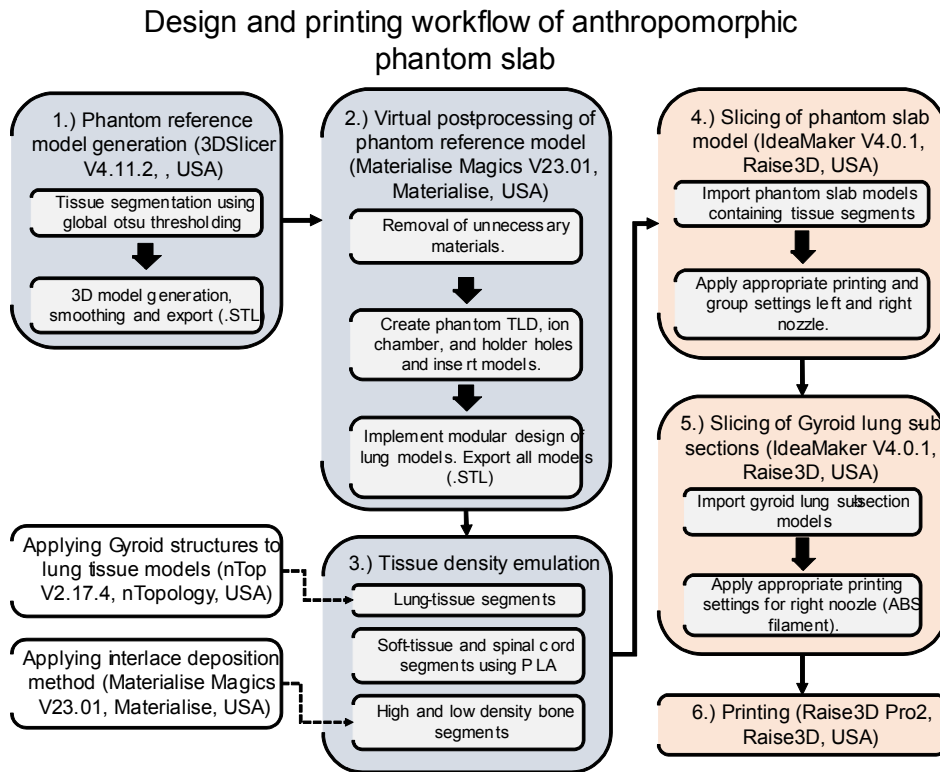 Design and printing workflow of anthropomorphic
phantom slab
1.) Phantom reference
model generation (3DSlicer
V4.11.2, , USA)
Tissue segmentation using
global otsu thresholding
3D model generation,
smoothing and export (.STL)
2.) Virtual post-processing of
phantom reference model
(Materialise Magics V23.01,
Materialise, USA)
Removal of unnecessary
materials.
Create phantom TLD, ion
chamber, and holder holes
and insert models.
Implement modular design of
lung models. Export all models
(.STL)
Applying Gyroid structures to
lung tissue models (nTop
V2.17.4, nTopology, USA)
Applying interlace deposition
method (Materialise Magics
V23.01, Materialise, USA)
3.) Tissue density emulation
Lung-tissue segments
Soft-tissue and spinal cord
segments using PLA
High and low density bone
segments
4.) Slicing of phantom slab
model (IdeaMaker V4.0.1,
Raise3D, USA)
Import phantom slab models
containing tissue segments
Apply appropriate printing and
group settings left and right
nozzle.
5.) Slicing of Gyroid lung sub-
sections (IdeaMaker V4.0.1,
Raise3D, USA)
Import gyroid lung subsection
models
Apply appropriate printing
settings for right noozle (ABS
filament).
6.) Printing (Raise3D Pro2,
Raise3D, USA)